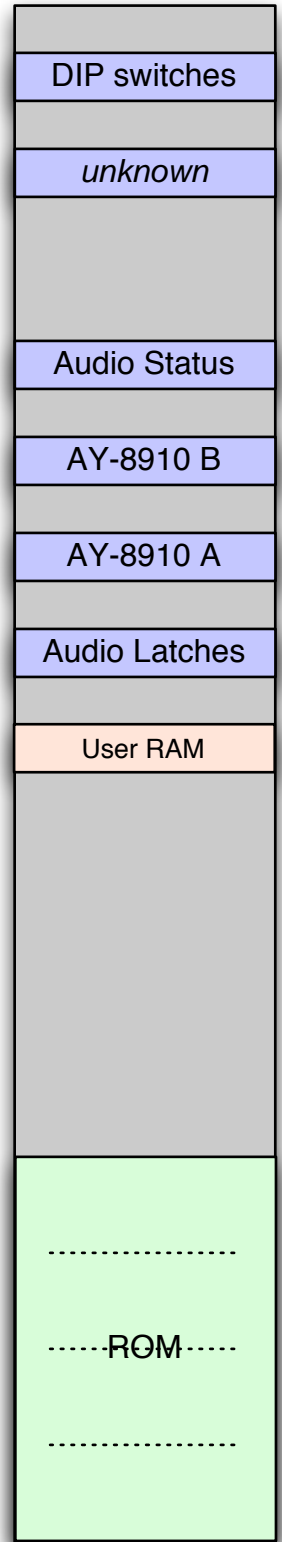 DIP switches
unknown
Audio Status
AY-8910 B
AY-8910 A
Audio Latches
User RAM
ROM